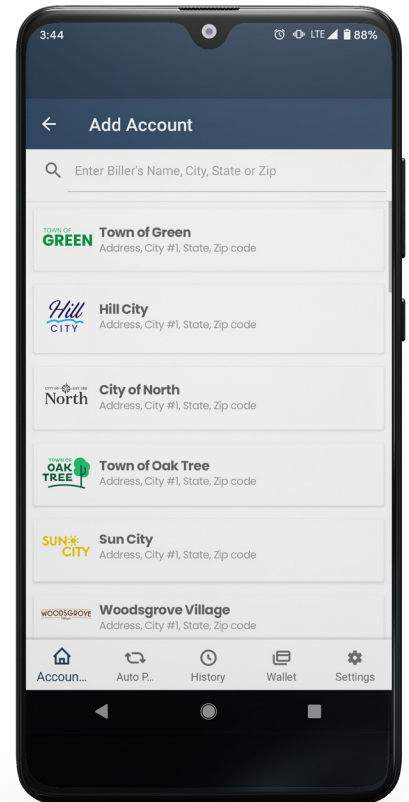 3:44
LTE 88%
Add Account
Enter Biller's Name, City, State or Zip
TOWN OF
GREEN
Town of Green
Address, City #1, State, Zip code
Hill
CITY
Hill City
Address, City #1, State, Zip code
North
City of North
Address, City #1, State, Zip code
TOWN OF
OAK
TREE
Town of Oak Tree
Address, City #1, State, Zip code
SUN
CITY
Sun City
Address, City #1, State, Zip code
WOODSGROVE
Woodsgrove Village
Address, City #1, State, Zip code
Accoun...
Auto P...
History
Wallet
Settings